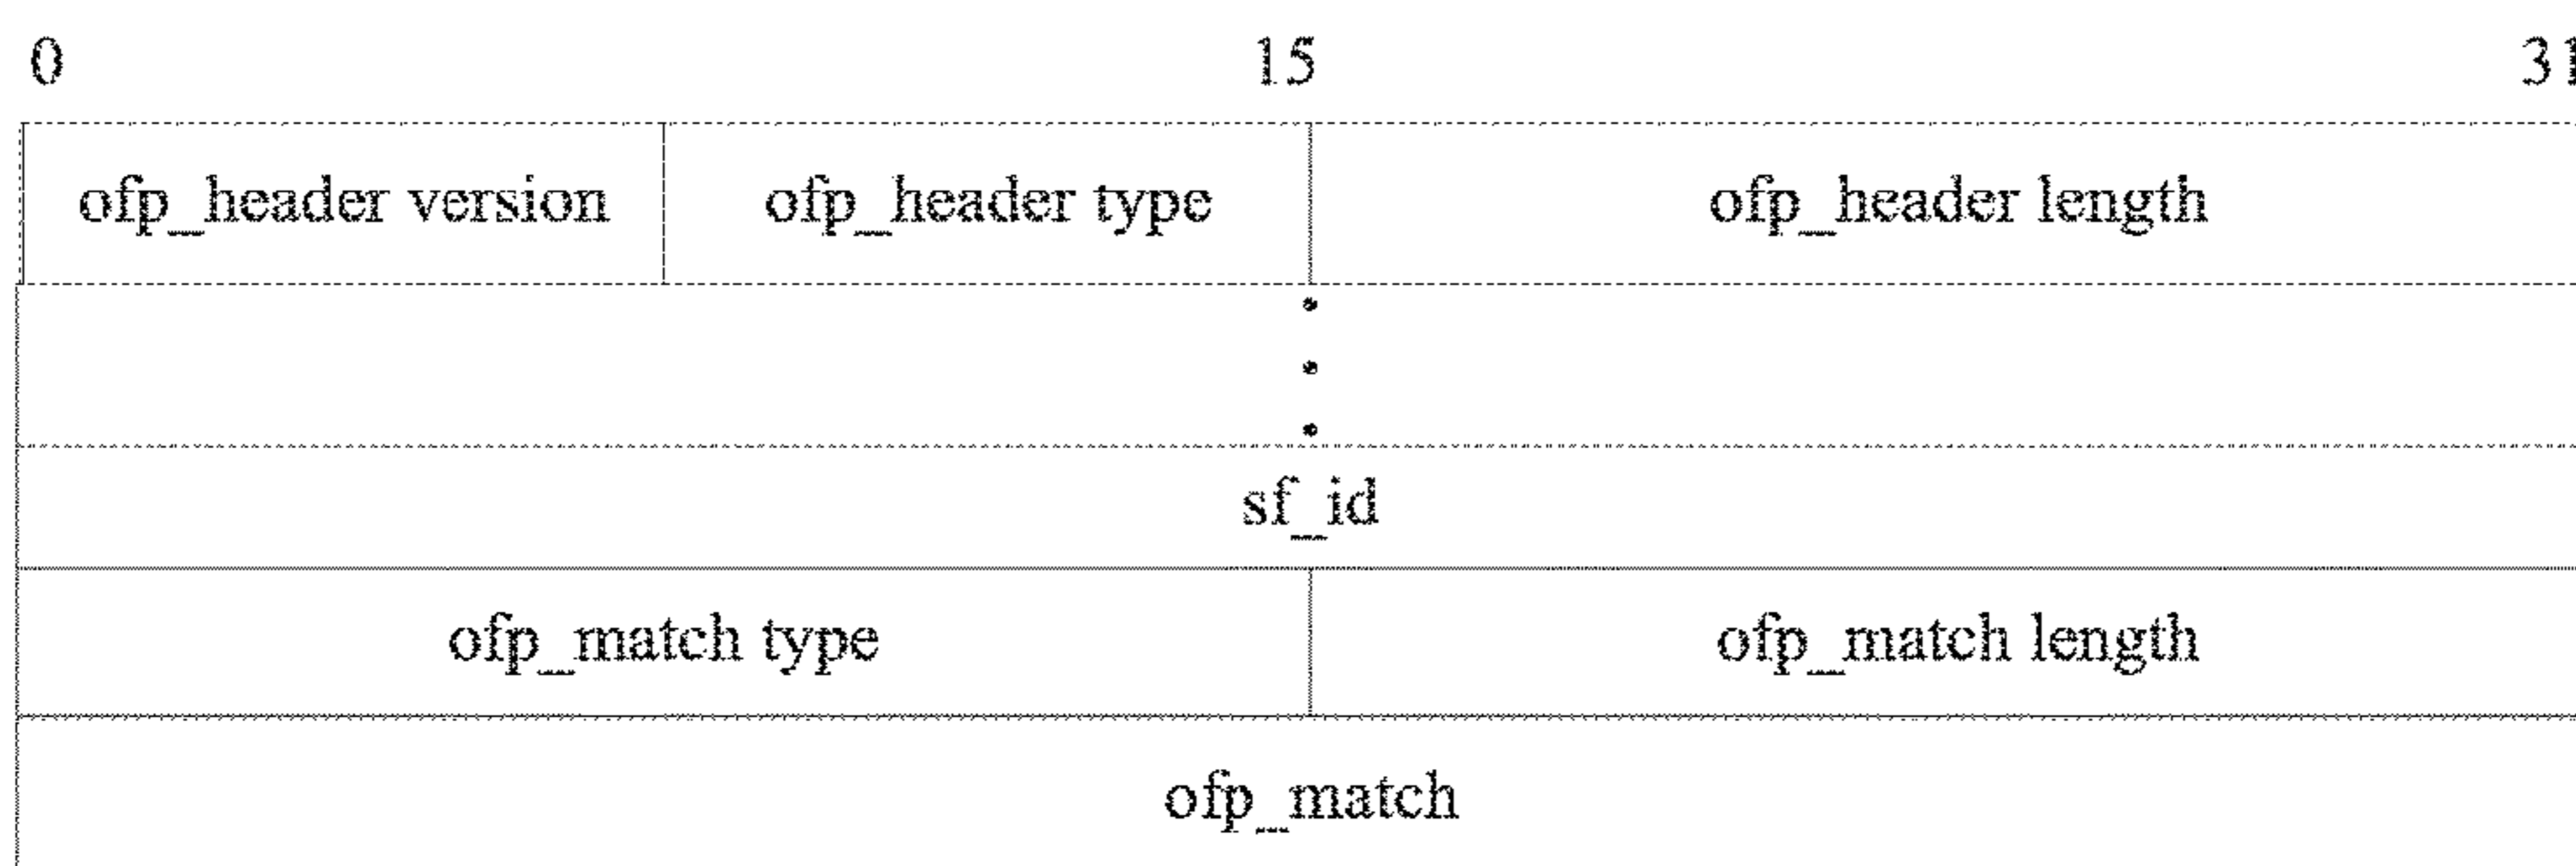 0 15 31
ofp_header version ofp_header type ofp_header length
sf_id
ofp_match type ofp_match length
ofp_match